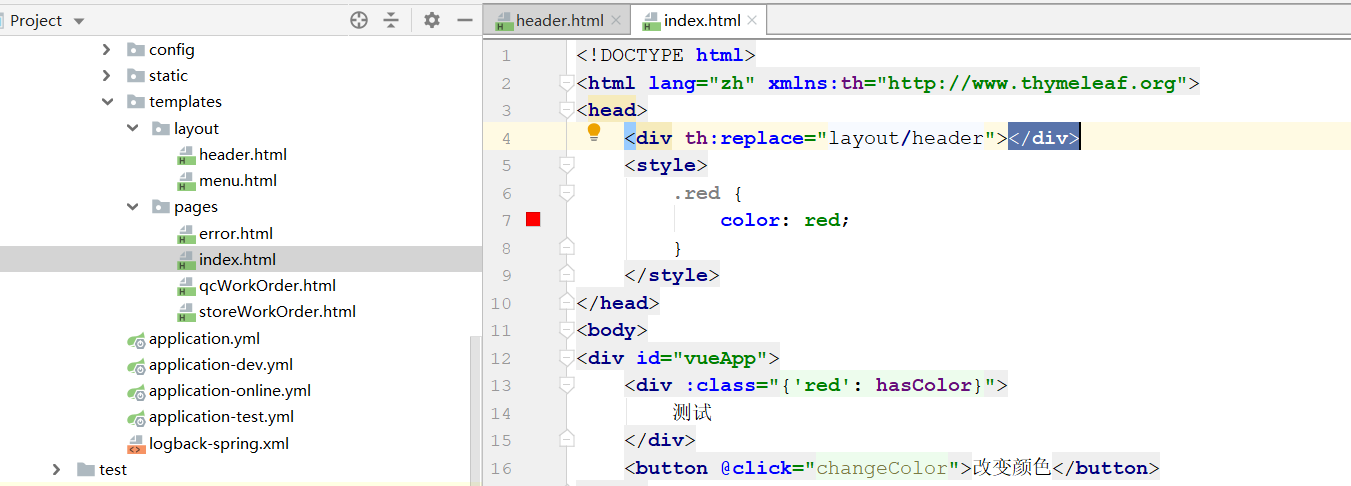 Project
config
static
templates
layout
header.html
menu.html
pages
error.html
index.html
qcWorkOrder.html
storeWorkOrder.html
application.yml
application-dev.yml
application-online.yml
application-test.yml
logback-spring.xml
test
header.html index.html
1 <!DOCTYPE html>
2 <html lang="zh" xmlns:th="http://www.thymeleaf.org">
3 <head>
4 <div th:replace="layout/header"></div>
5 <style>
6 .red {
7 color: red;
8 }
9 </style>
10 </head>
11 <body>
12 <div id="vueApp">
13 <div :class="{'red': hasColor}">
14 测试
15 </div>
16 <button @click="changeColor">改变颜色</button>